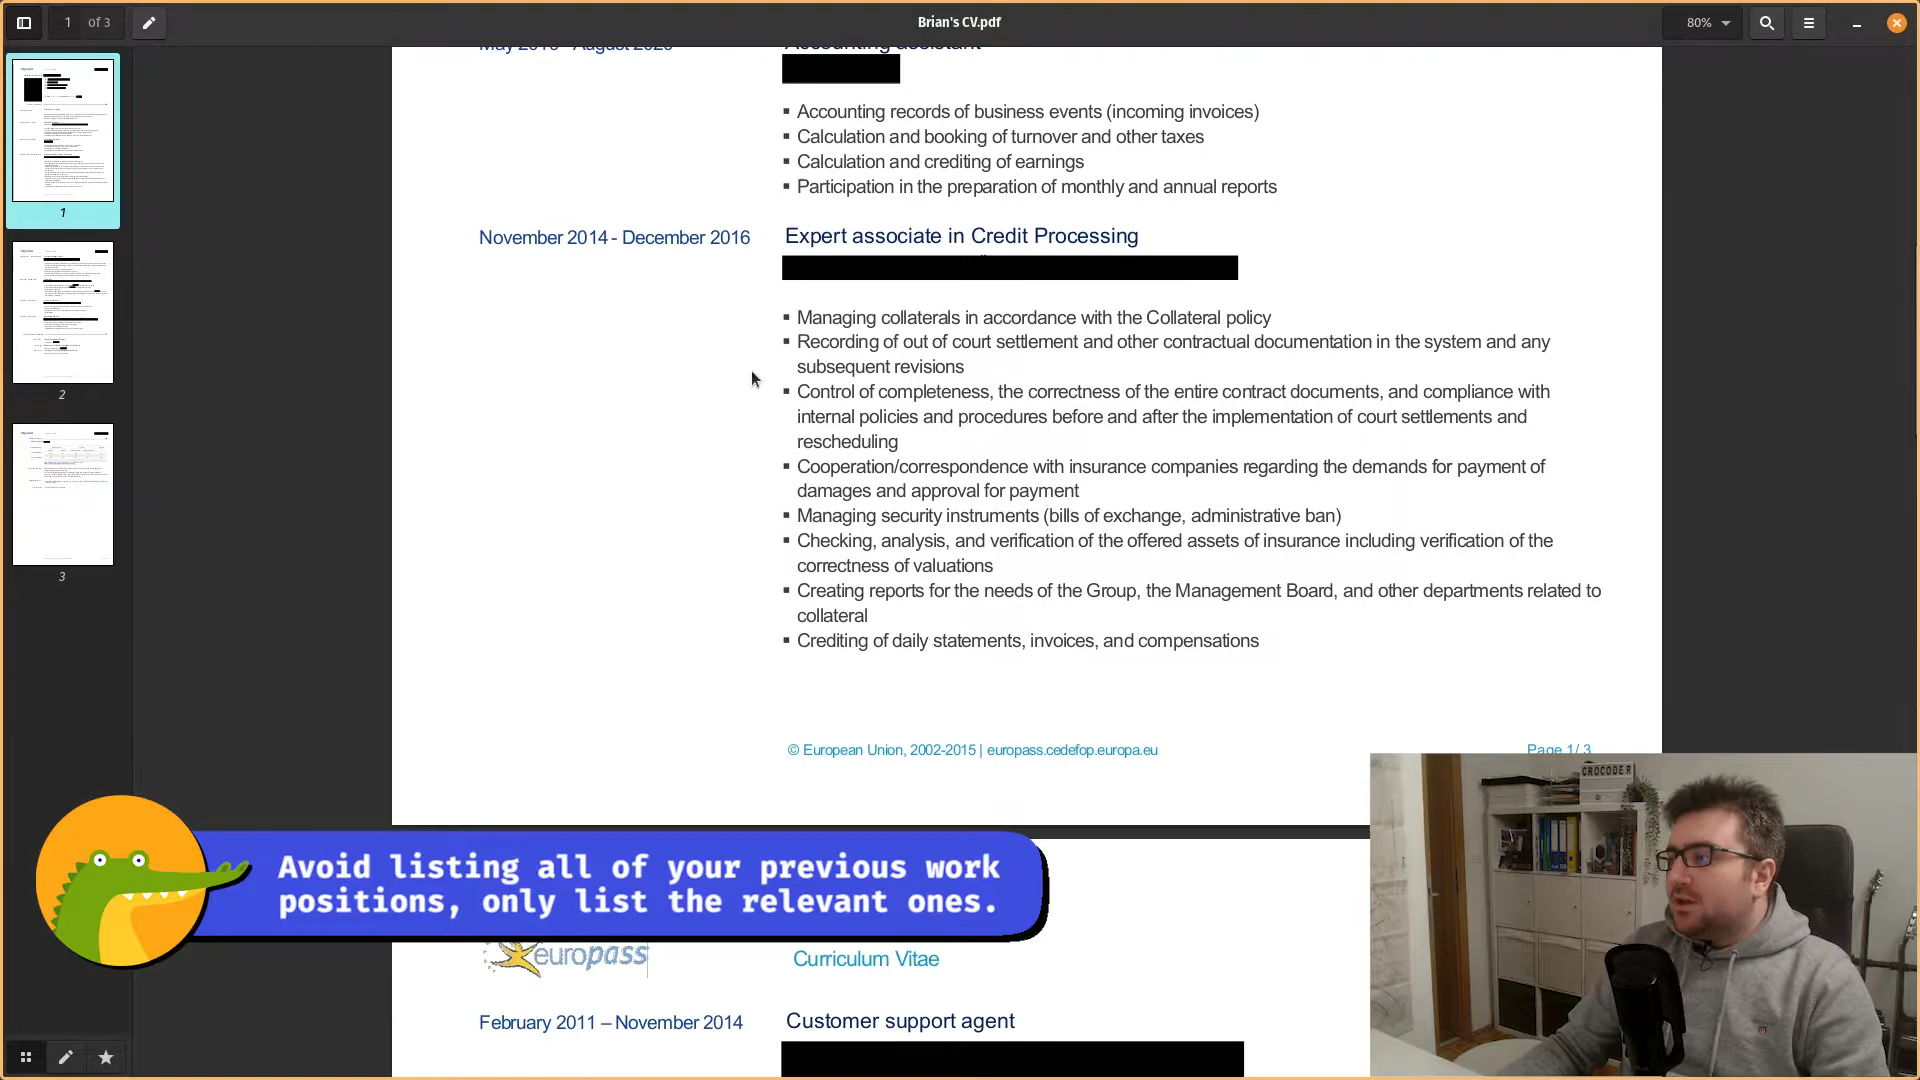 1 of 3
Brian's CV.pdf
80%
Accounting assistant
▪ Accounting records of business events (incoming invoices)
▪ Calculation and booking of turnover and other taxes
▪ Calculation and crediting of earnings
▪ Participation in the preparation of monthly and annual reports
November 2014 - December 2016
Expert associate in Credit Processing
▪ Managing collaterals in accordance with the Collateral policy
▪ Recording of out of court settlement and other contractual documentation in the system and any
subsequent revisions
▪ Control of completeness, the correctness of the entire contract documents, and compliance with
internal policies and procedures before and after the implementation of court settlements and
rescheduling
▪ Cooperation/correspondence with insurance companies regarding the demands for payment of
damages and approval for payment
▪ Managing security instruments (bills of exchange, administrative ban)
▪ Checking, analysis, and verification of the offered assets of insurance including verification of the
correctness of valuations
▪ Creating reports for the needs of the Group, the Management Board, and other departments related to
collateral
▪ Crediting of daily statements, invoices, and compensations
© European Union, 2002-2015 | europass.cedefop.europa.eu
Page 1/ 3
1
2
3
CROCODER
Avoid listing all of your previous work
positions, only list the relevant ones.
europass
Curriculum Vitae
February 2011 – November 2014
Customer support agent